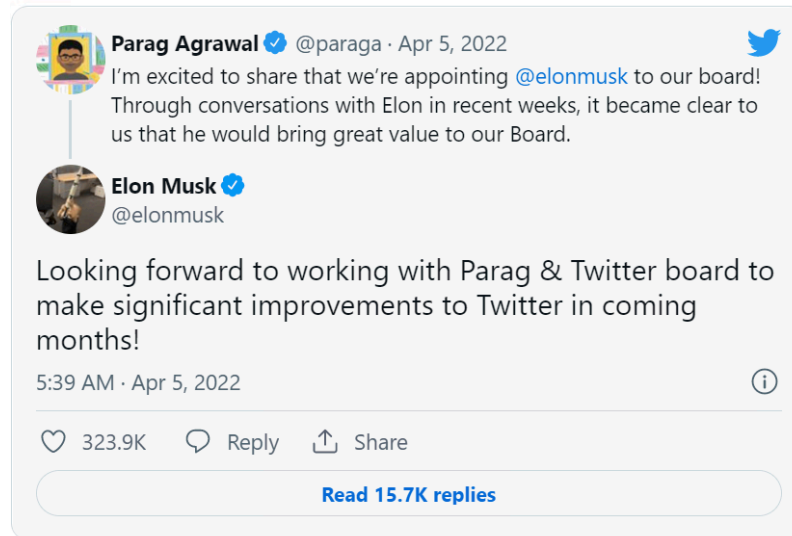 Parag Agrawal @paraga · Apr 5, 2022
I'm excited to share that we're appointing @elonmusk to our board!
Through conversations with Elon in recent weeks, it became clear to
us that he would bring great value to our Board.
Elon Musk
@elonmusk
Looking forward to working with Parag & Twitter board to
make significant improvements to Twitter in coming
months!
5:39 AM · Apr 5, 2022
323.9K Reply Share
Read 15.7K replies